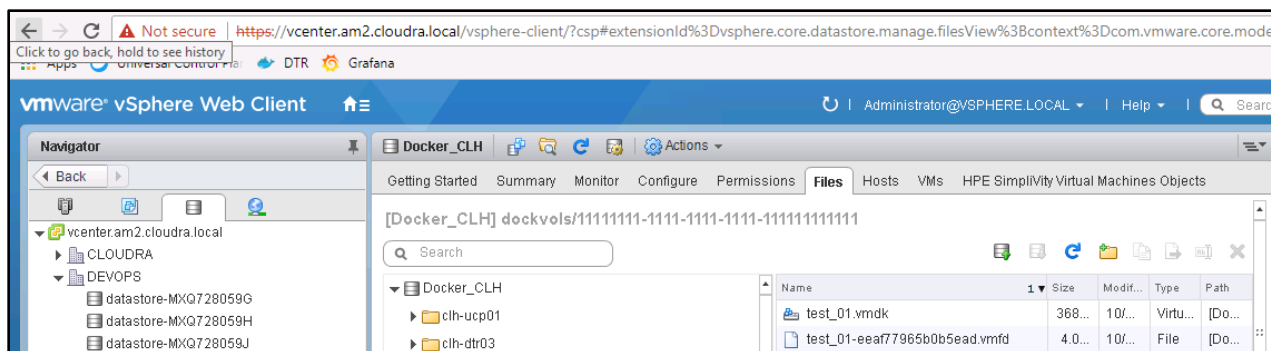 Not secure | https://vcenter.am2.cloudra.local/vsphere-client/?csp#extensionId%3Dvsphere.core.datastore.manage.filesView%3Bcontext%3Dcom.vmware.core.mode
Click to go back, hold to see history
Apps Universal Control Pla DTR Grafana
vmware® vSphere Web Client Administrator@VSPHERE.LOCAL | Help | Searc
Navigator
Docker_CLH Actions
Back
Getting Started Summary Monitor Configure Permissions Files Hosts VMs HPE SimpliVity Virtual Machines Objects
[Docker_CLH] dockvols/11111111-1111-1111-1111-111111111111
vcenter.am2.cloudra.local
Search
CLOUDRA
DEVOPS
Docker_CLH
Name 1 Size Modif... Type Path
datastore-MXQ728059G
clh-ucp01
test_01.vmdk 368... 10/... Virtu... [Do...
datastore-MXQ728059H
clh-dtr03
test_01-eeaf77965b0b5ead.vmfd 4.0... 10/... File [Do...
datastore-MXQ728059J